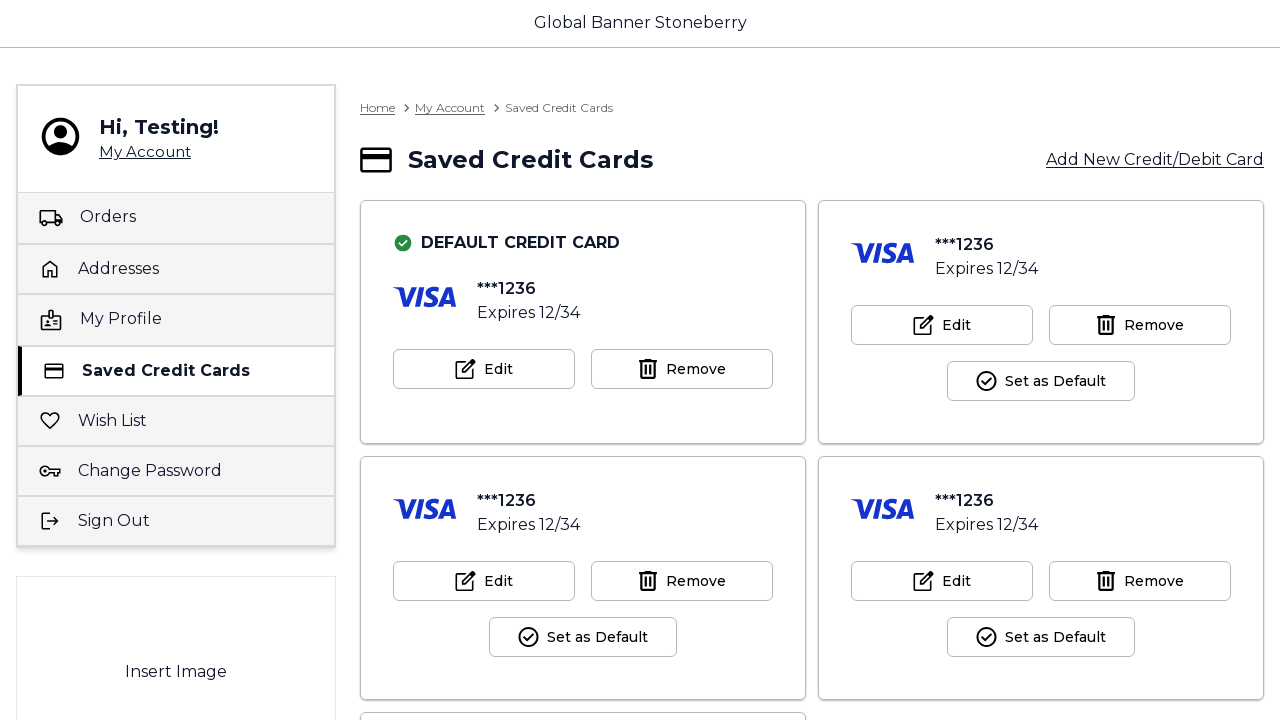 Global Banner Stoneberry
Hi, Testing!
My Account
Orders
Addresses
My Profile
Saved Credit Cards
Wish List
Change Password
Sign Out
Insert Image
Home
My Account
Saved Credit Cards
Saved Credit Cards
Add New Credit/Debit Card
DEFAULT CREDIT CARD
VISA
***1236
Expires 12/34
Edit
Remove
VISA
***1236
Expires 12/34
Edit
Remove
Set as Default
VISA
***1236
Expires 12/34
Edit
Remove
Set as Default
VISA
***1236
Expires 12/34
Edit
Remove
Set as Default